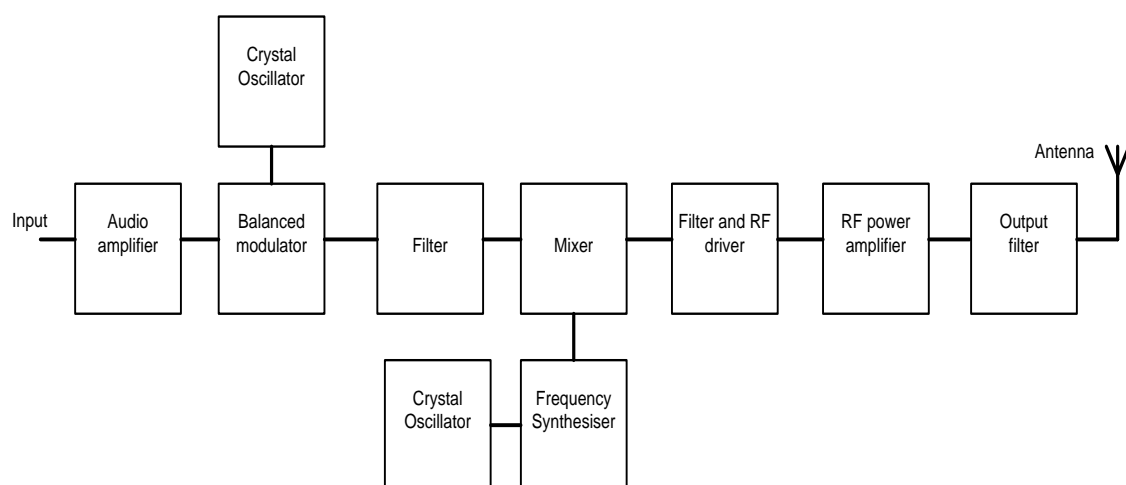 Crystal
Oscillator
Antenna
Input
Audio
amplifier
Balanced
modulator
Filter
Mixer
Filter and RF
driver
RF power
amplifier
Output
filter
Crystal
Oscillator
Frequency
Synthesiser